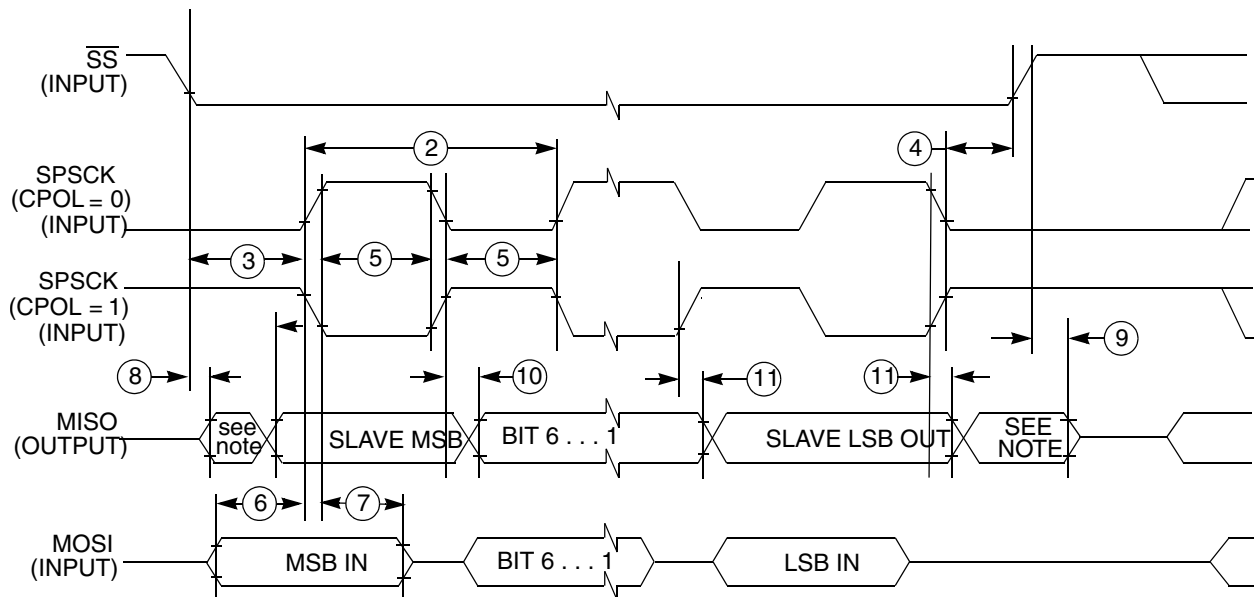 SS
(INPUT)
2
4
SPSCK
(CPOL = 0)
(INPUT)
3
5
5
SPSCK
(CPOL = 1)
(INPUT)
8
10
11
11
9
MISO
(OUTPUT)
see
note
SLAVE MSB
BIT 6 . . . 1
SLAVE LSB OUT
SEE
NOTE
6
7
MOSI
(INPUT)
MSB IN
BIT 6 . . . 1
LSB IN